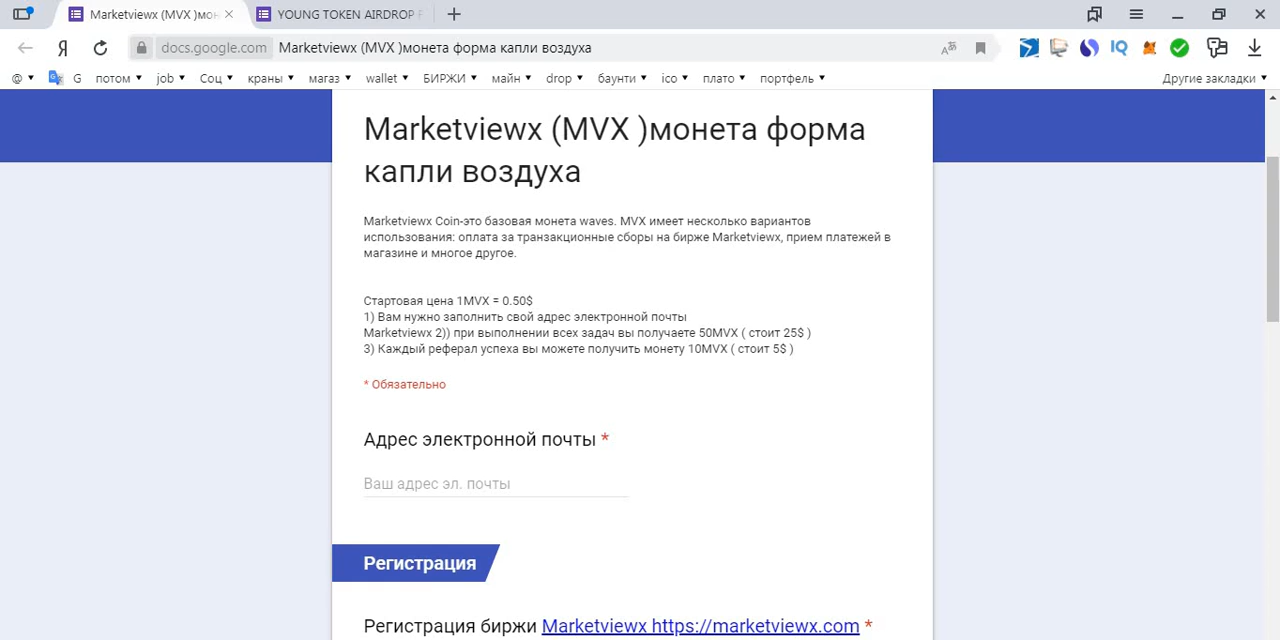 Marketviewx (MVX )мон
YOUNG TOKEN AIRDROP
Я
docs.google.com Marketviewx (MVX )монета форма капли воздуха
IQ
@ G потом job Соц краны магаз wallet БИРЖИ майн drop баунти ico плато портфель Другие закладки
Marketviewx (MVX )монета форма
капли воздуха
Marketviewx Coin-это базовая монета waves. MVX имеет несколько вариантов
использования: оплата за транзакционные сборы на бирже Marketviewx, прием платежей в
магазине и многое другое.
Стартовая цена 1MVX = 0.50$
1) Вам нужно заполнить свой адрес электронной почты
Marketviewx 2)) при выполнении всех задач вы получаете 50MVX ( стоит 25$ )
3) Каждый реферал успеха вы можете получить монету 10MVX ( стоит 5$ )
* Обязательно
Адрес электронной почты *
Ваш адрес эл. почты
Регистрация
Регистрация биржи Marketviewx https://marketviewx.com *